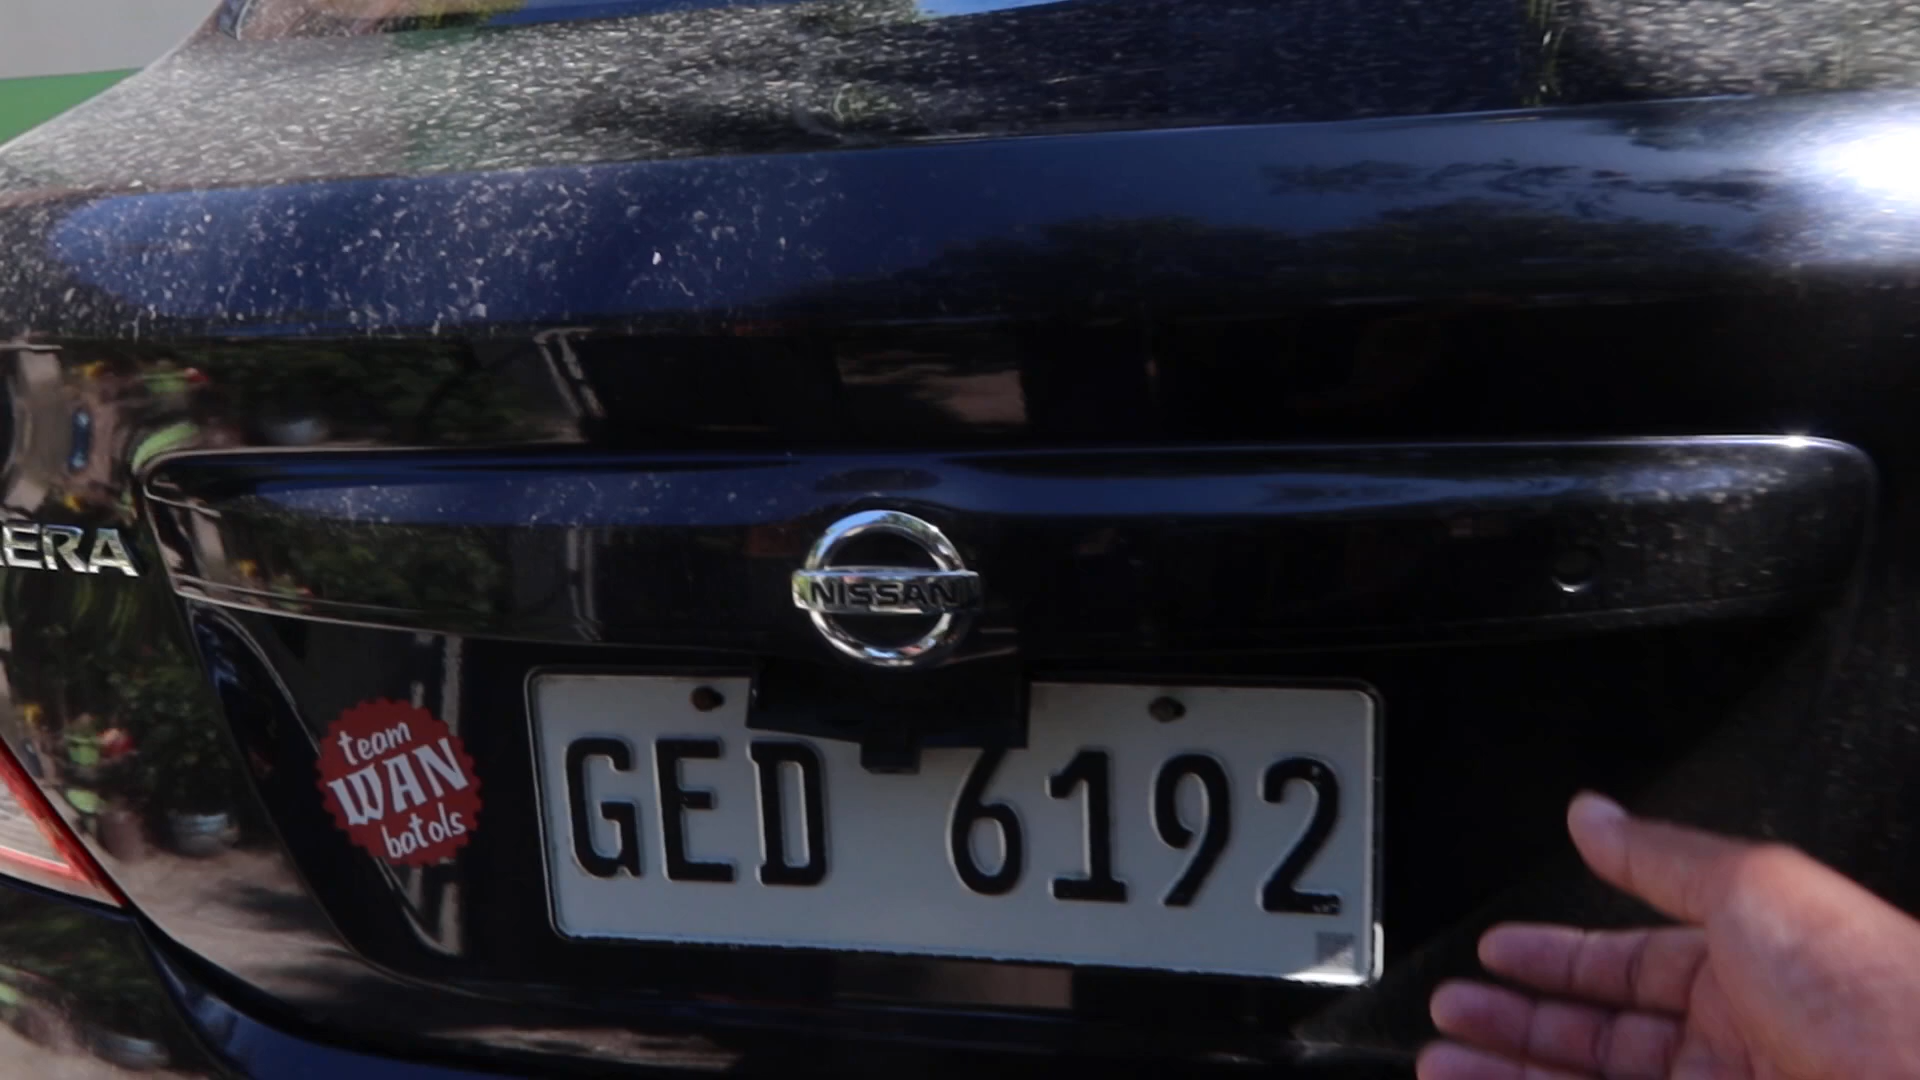 ERA
NISSAN
team
WAN
botols
GED 6192